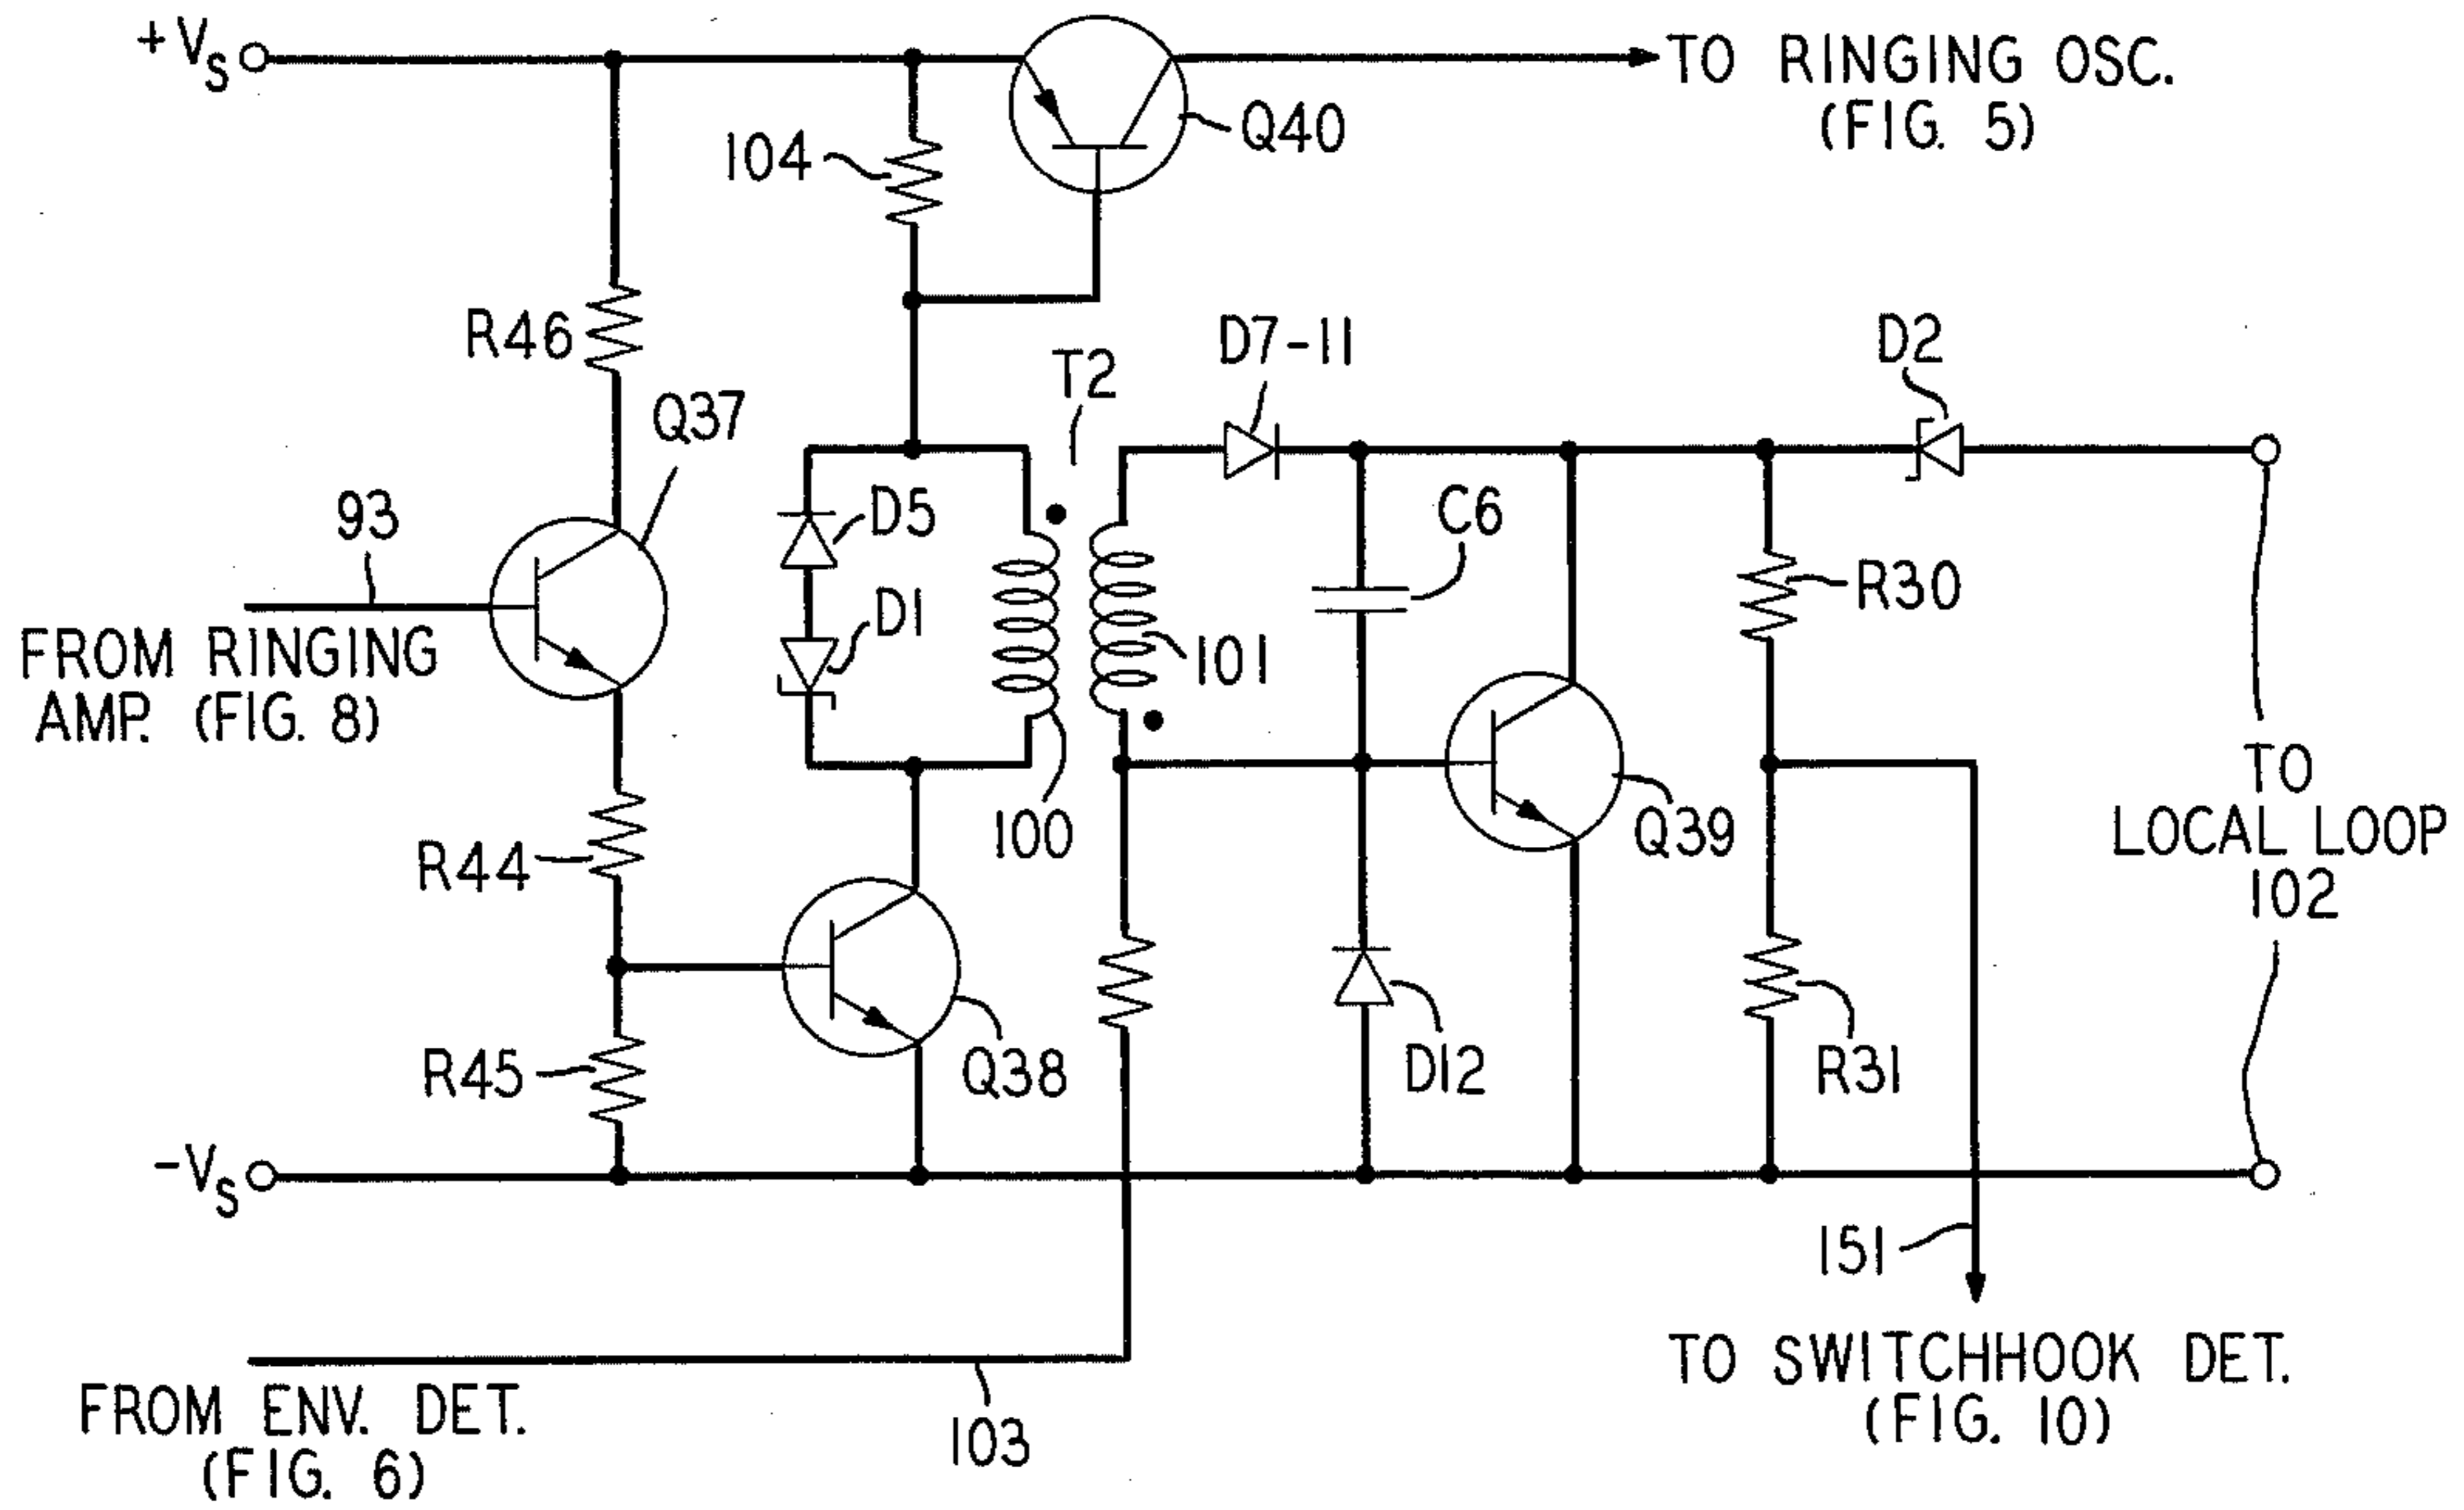 +VS
TO RINGING OSC.
(FIG. 5)
Q40
104
R46
Q37
T2
D7-11
D2
93
D5
C6
D1
R30
FROM RINGING
AMP. (FIG. 8)
101
100
Q39
TO
LOCAL LOOP
102
R44
R45
Q38
D12
R31
-VS
151
TO SWITCHHOOK DET.
(FIG. 10)
FROM ENV. DET.
(FIG. 6)
103